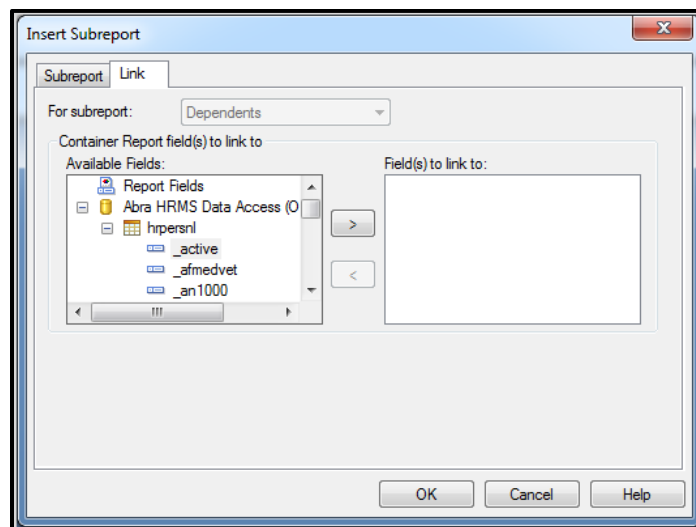 Insert Subreport
Subreport Link
For subreport: Dependents
Container Report field(s) to link to
Available Fields: Field(s) to link to:
Report Fields
Abra HRMS Data Access (O
hrpersnl
>
_active
_afmedvet
<
_an1000
OK Cancel Help